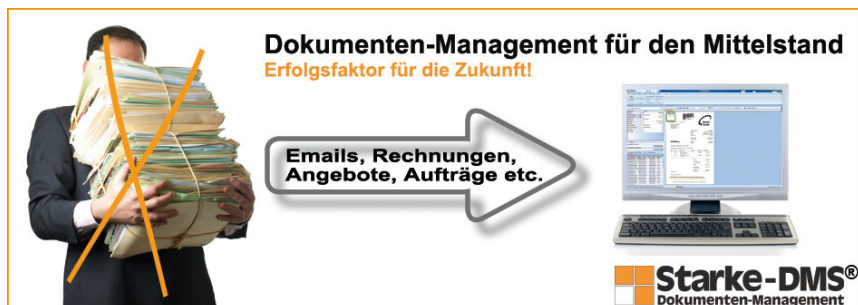 Dokumenten-Management für den Mittelstand
Erfolgsfaktor für die Zukunft!
Emails, Rechnungen,
Angebote, Aufträge etc.
Starke-DMS®
Dokumenten-Management